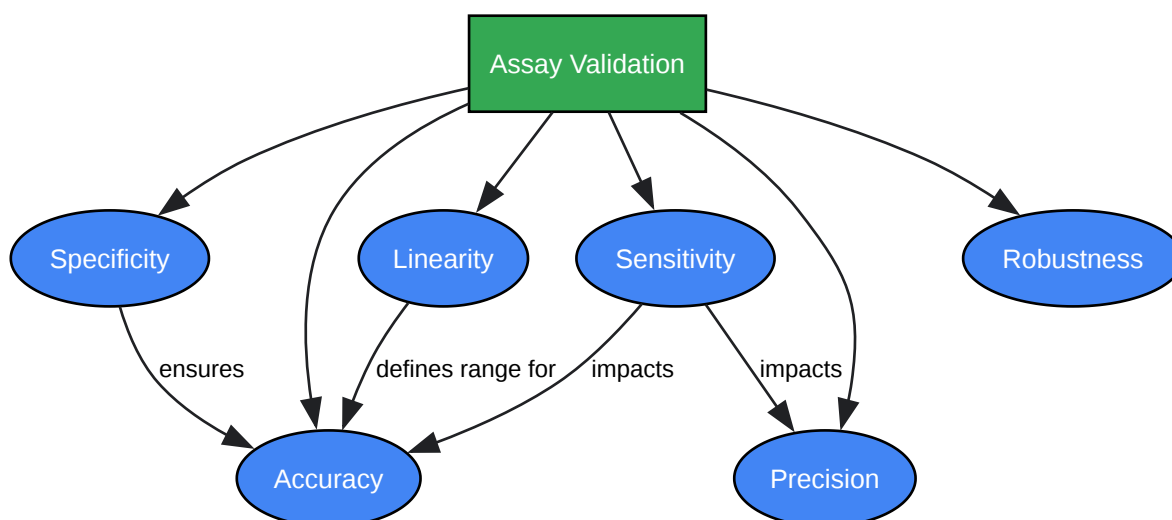 Assay Validation
Specificity
Linearity
Sensitivity
Robustness
ensures
defines range for
impacts
impacts
Accuracy
Precision